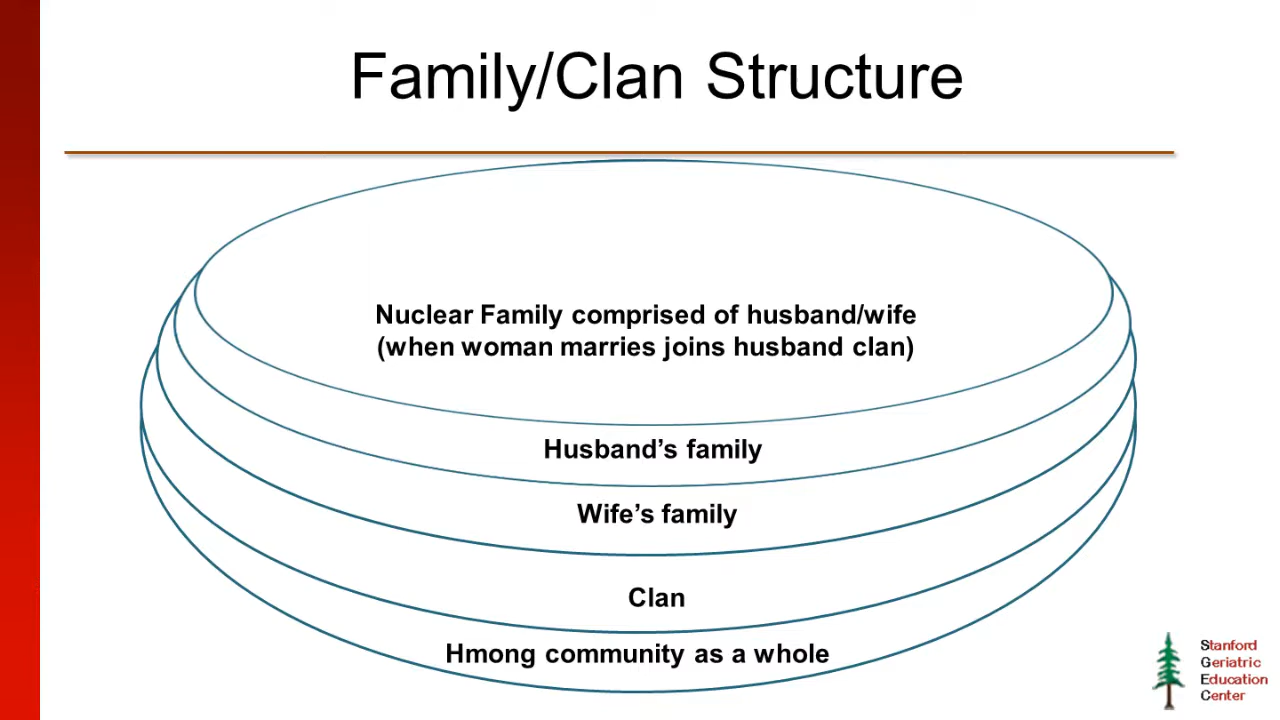 Family/Clan Structure
Nuclear Family comprised of husband/wife
(when woman marries joins husband clan)
Husband’s family
Wife’s family
Clan
Hmong community as a whole
Stanford
Geriatric
Education
Center